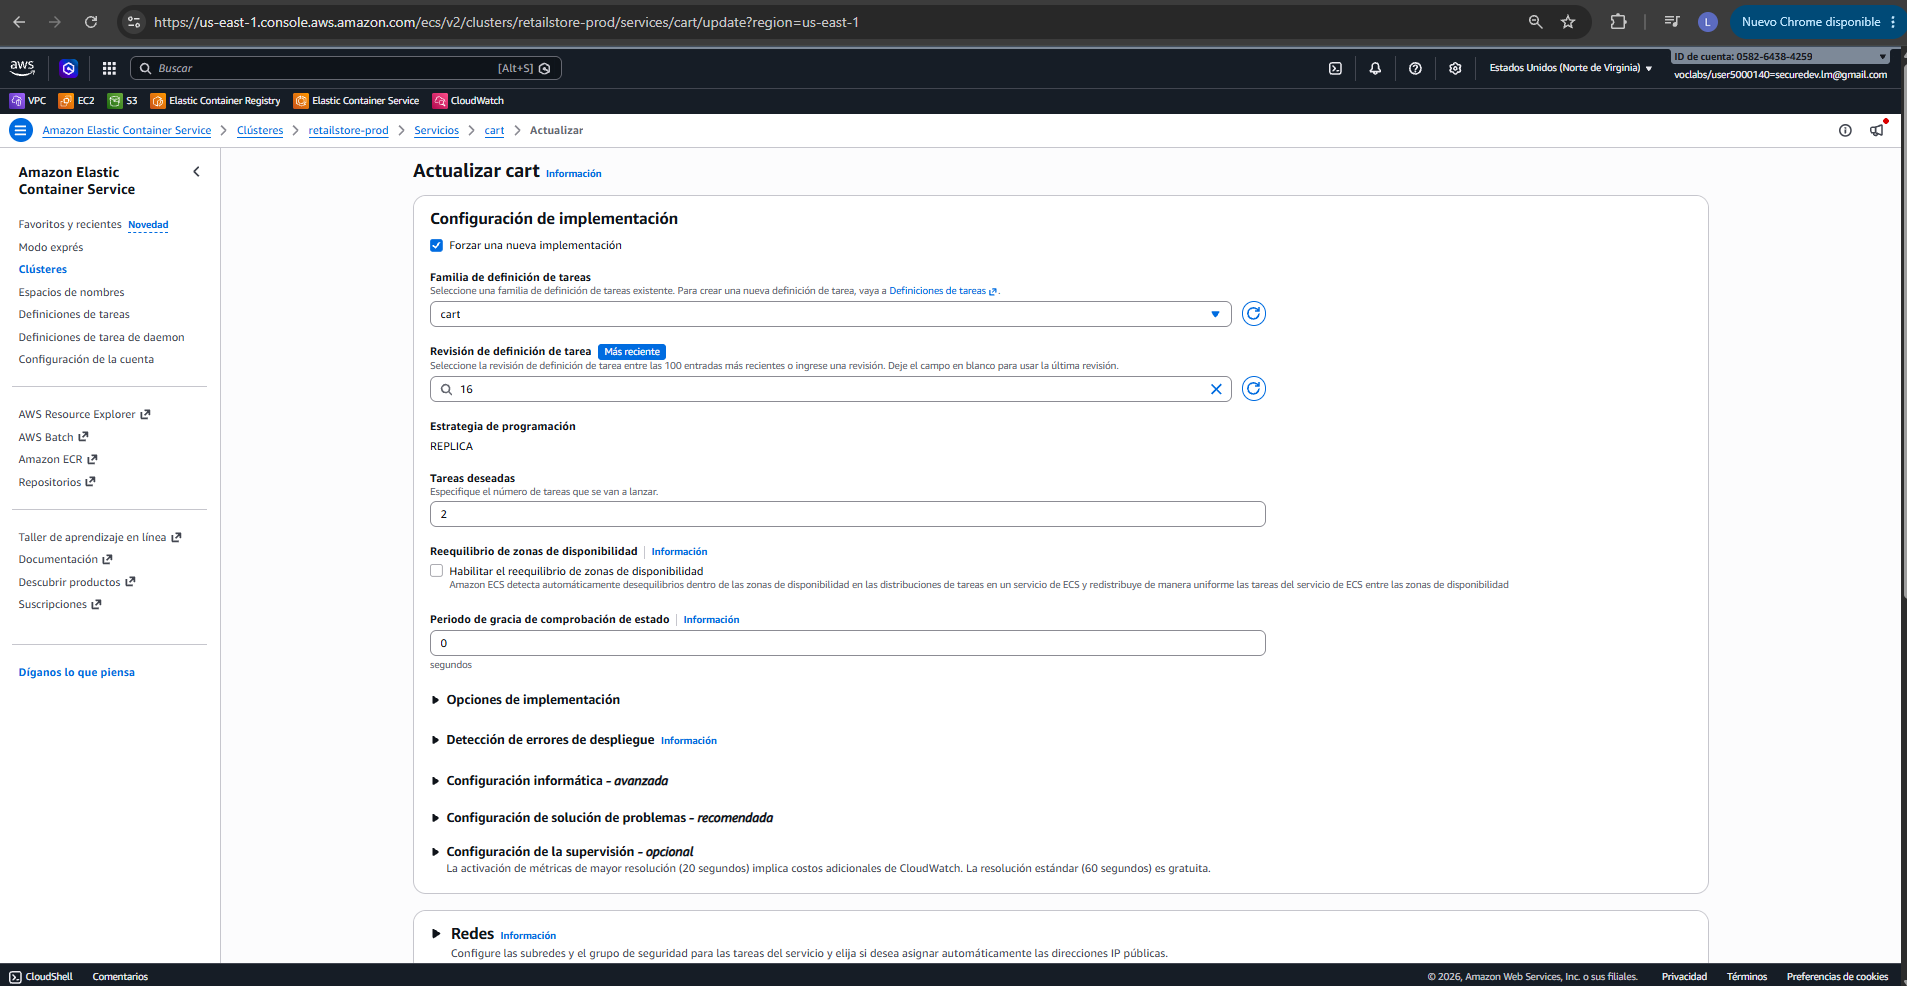 https://us-east-1.console.aws.amazon.com/ecs/v2/clusters/retailstore-prod/services/cart/update?region=us-east-1
L
Nuevo Chrome disponible
aws
Buscar
[Alt+S]
Estados Unidos (Norte de Virginia)
ID de cuenta: 0582-6438-4259
voclabs/user5000140=securedev.lm@gmail.com
VPC
EC2
S3
Elastic Container Registry
Elastic Container Service
CloudWatch
Amazon Elastic Container Service
Clústeres
retailstore-prod
Servicios
cart
Actualizar
Amazon Elastic
Container Service
Favoritos y recientes Novedad
Modo exprés
Clústeres
Espacios de nombres
Definiciones de tareas
Definiciones de tarea de daemon
Configuración de la cuenta
AWS Resource Explorer
AWS Batch
Amazon ECR
Repositorios
Taller de aprendizaje en línea
Documentación
Descubrir productos
Suscripciones
Díganos lo que piensa
Actualizar cart Información
Configuración de implementación
Forzar una nueva implementación
Familia de definición de tareas
Seleccione una familia de definición de tareas existente. Para crear una nueva definición de tarea, vaya a Definiciones de tareas.
cart
Revisión de definición de tarea Más reciente
Seleccione la revisión de definición de tarea entre las 100 entradas más recientes o ingrese una revisión. Deje el campo en blanco para usar la última revisión.
16
Estrategia de programación
REPLICA
Tareas deseadas
Especifique el número de tareas que se van a lanzar.
2
Reequilibrio de zonas de disponibilidad Información
Habilitar el reequilibrio de zonas de disponibilidad
Amazon ECS detecta automáticamente desequilibrios dentro de las zonas de disponibilidad en las distribuciones de tareas en un servicio de ECS y redistribuye de manera uniforme las tareas del servicio de ECS entre las zonas de disponibilidad
Periodo de gracia de comprobación de estado Información
0
segundos
Opciones de implementación
Detección de errores de despliegue Información
Configuración informática - avanzada
Configuración de solución de problemas - recomendada
Configuración de la supervisión - opcional
La activación de métricas de mayor resolución (20 segundos) implica costos adicionales de CloudWatch. La resolución estándar (60 segundos) es gratuita.
Redes Información
Configure las subredes y el grupo de seguridad para las tareas del servicio y elija si desea asignar automáticamente las direcciones IP públicas.
CloudShell
Comentarios
© 2026, Amazon Web Services, Inc. o sus filiales.
Privacidad
Términos
Preferencias de cookies